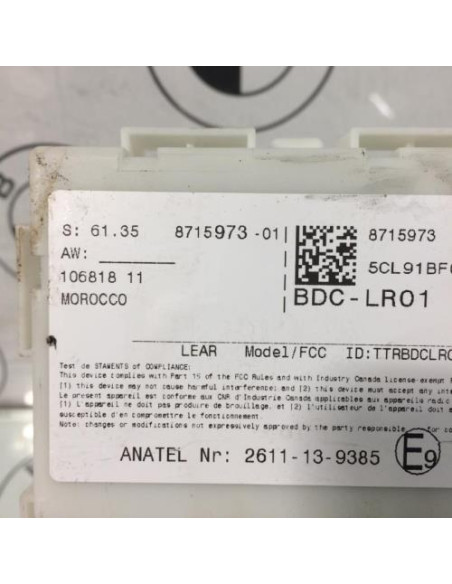 S: 61.35 8715973-01 8715973
AW:
5CL91BF
106818 11
MOROCCO BDC-LR01
LEAR Model/FCC ID:TTRBDCLR
Test de STAMENTS of COMPLIANCE:
This device complies with Part 15 of the FCC Rules and with Industry Canada license-exempt
(1) this device may not cause harmful interference; and (2) this device must accept any
Le present appareil est conforme aux CNR d'Industrie Canada applicables aux appareils radio
(1) l'appareil ne doit pas produire de brouillage, et (2) l'utilisateur de l'appareil doit
susceptible d'en compromettre le fonctionnement.
Note: changes or modifications not expressively approved by the party responsible for
ANATEL Nr: 2611-13-9385 E9